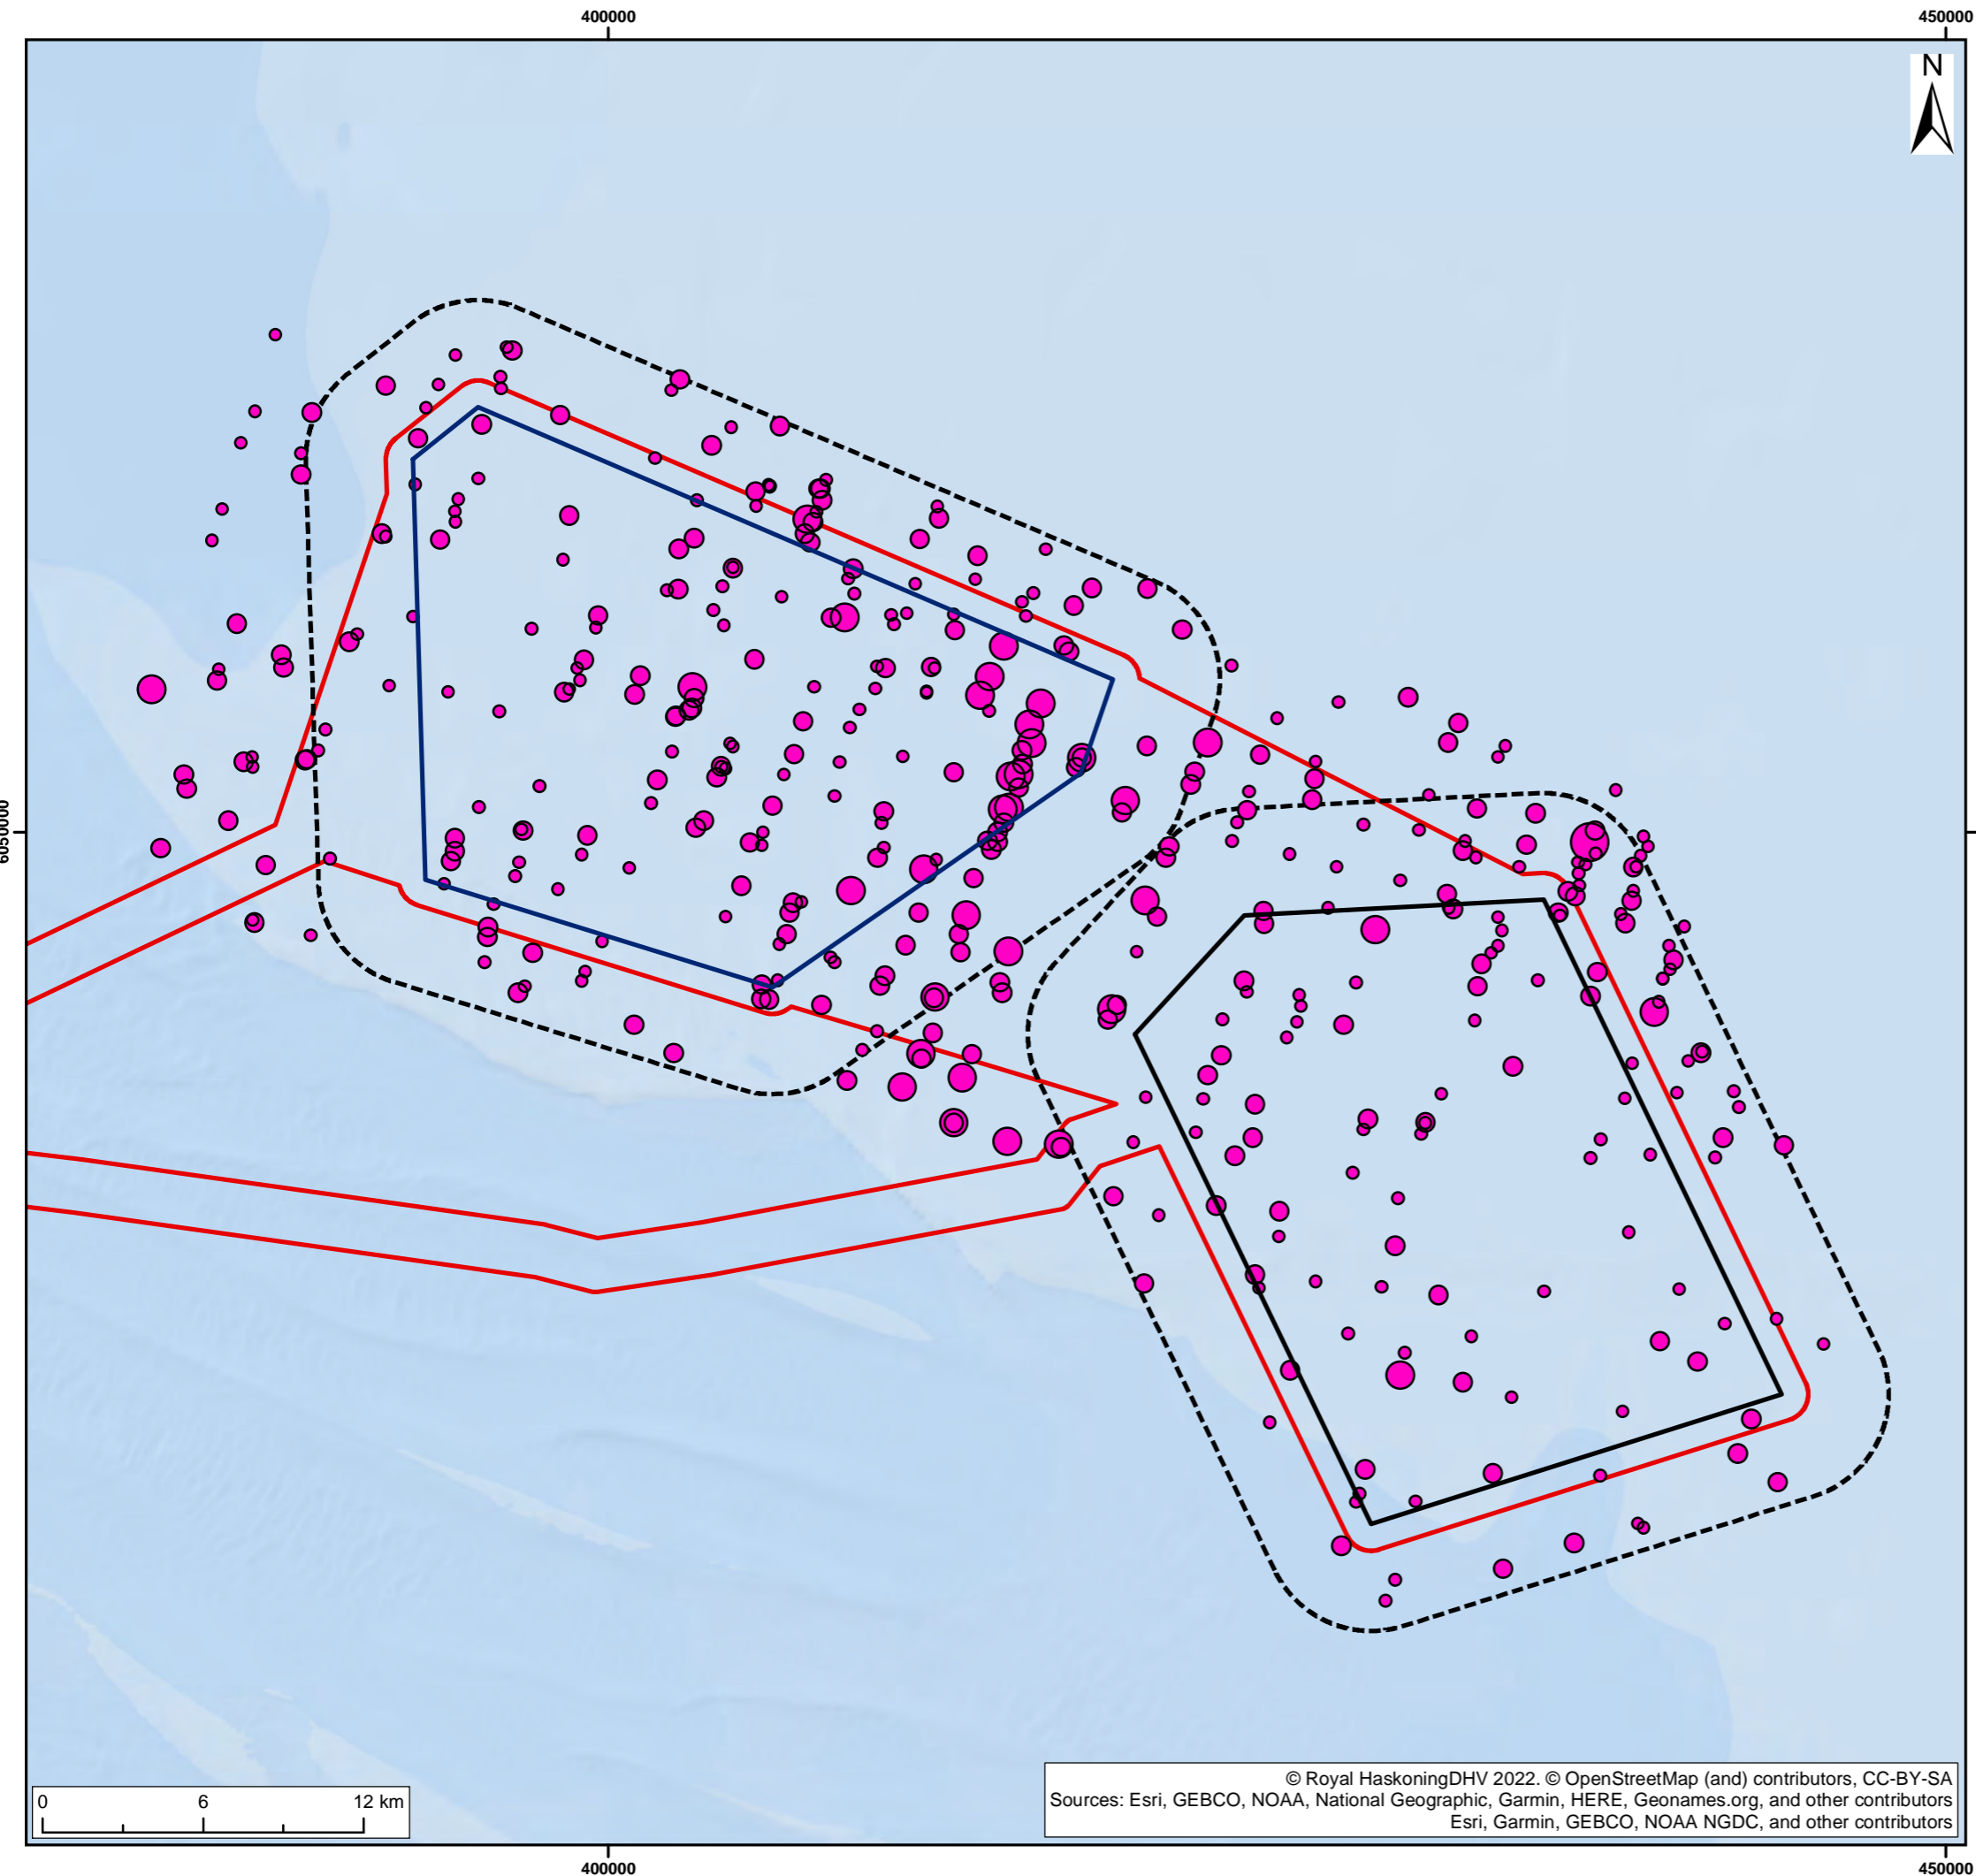 400000
450000
N
6050000
0 6 12 km
© Royal HaskoningDHV 2022. © OpenStreetMap (and) contributors, CC-BY-SA
Sources: Esri, GEBCO, NOAA, National Geographic, Garmin, HERE, Geonames.org, and other contributors
Esri, Garmin, GEBCO, NOAA NGDC, and other contributors
400000
450000